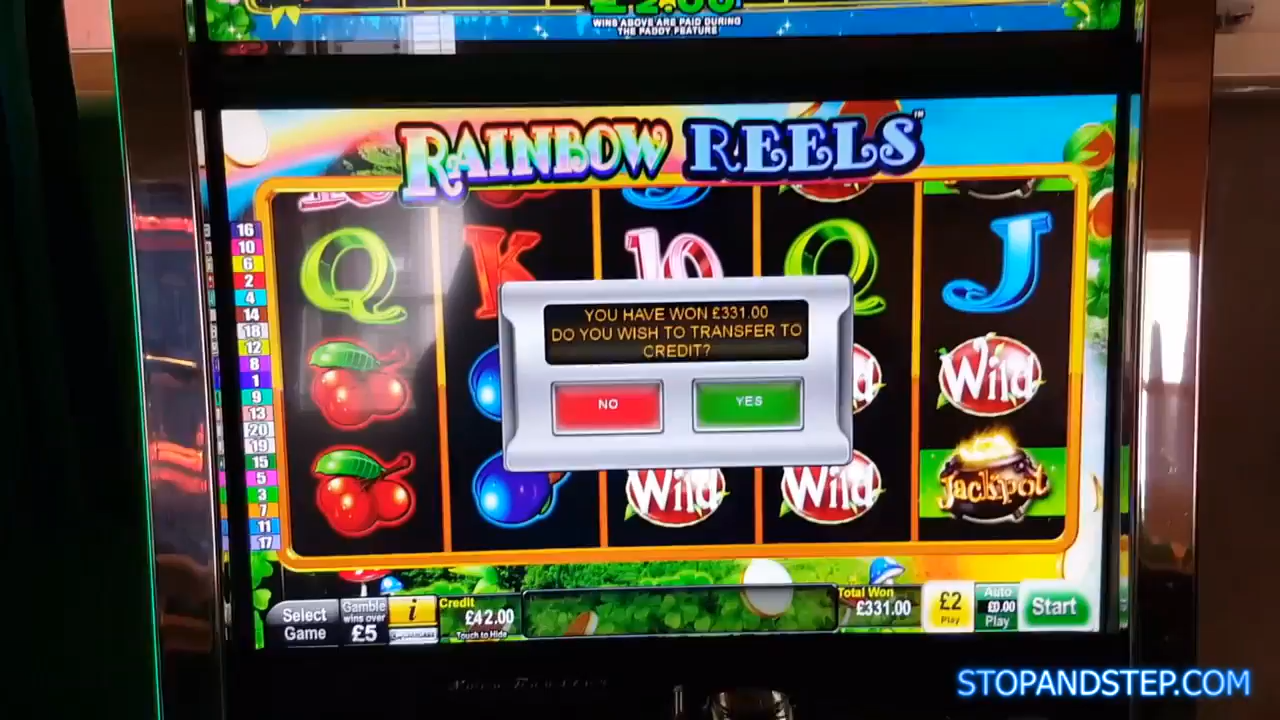 £2.00
WINS ABOVE ARE PAID DURING
THE PADDY FEATURE
RAINBOW REELS™
16
10
6
2
4
14
18
12
8
1
9
13
20
19
15
5
3
7
11
17
Q K 10 Q J
YOU HAVE WON £331.00
DO YOU WISH TO TRANSFER TO
CREDIT?
NO YES
Wild
Wild Wild Jackpot
Select
Game
Gamble
wins over
£5
i
Credit
£42.00
Touch to Hide
Total Won
£331.00
£2
Play
Auto
£0.00
Play
Start
STOPANDSTEP.COM